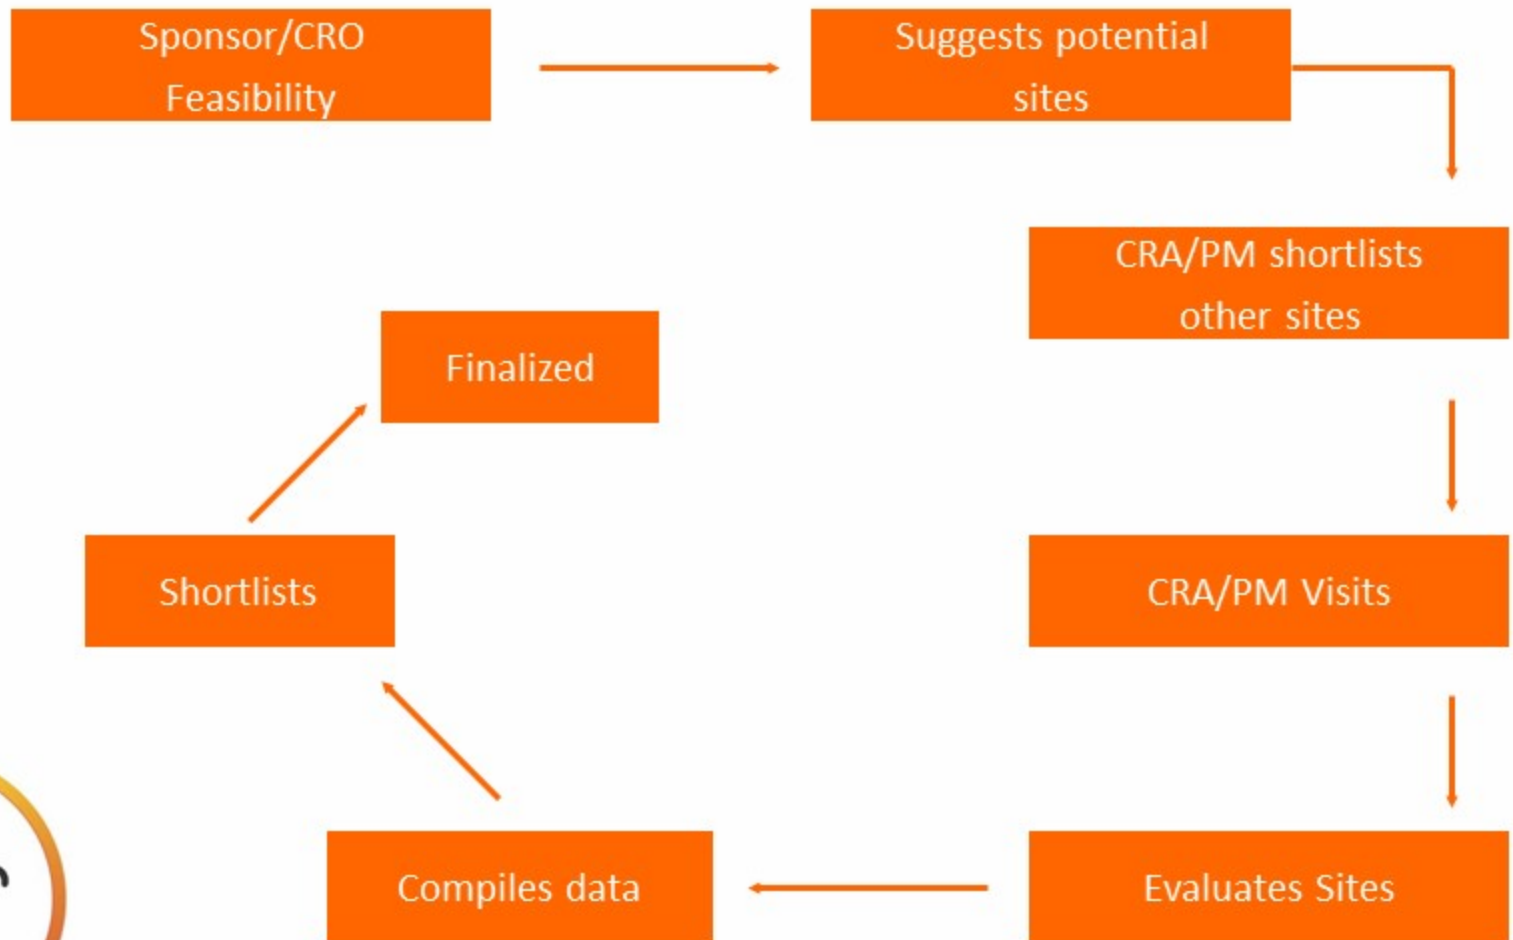 Sponsor/CRO
Feasibility
Suggests potential
sites
CRA/PM shortlists
other sites
CRA/PM Visits
Evaluates Sites
Compiles data
Shortlists
Finalized